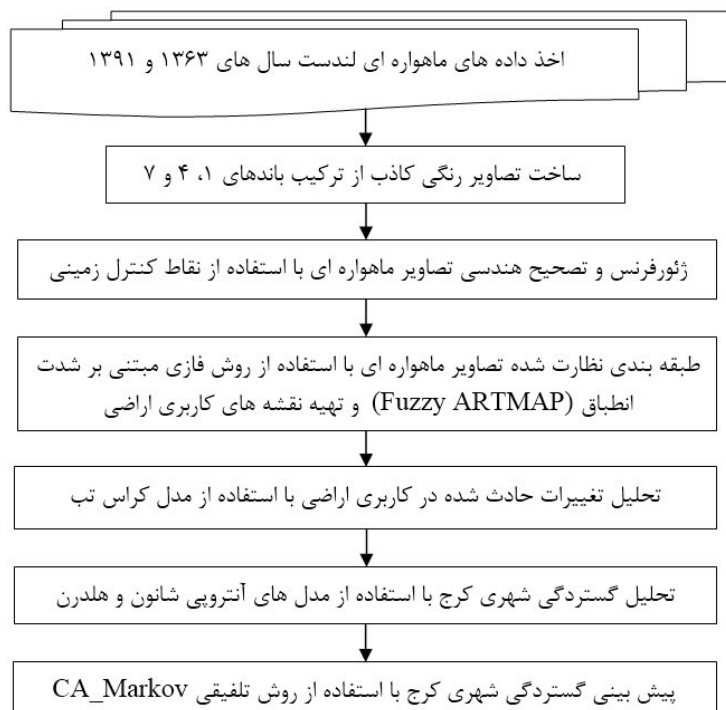 اخذ داده های ماهواره ای لندست سال های ۱۳۶۳ و ۱۳۹۱
ساخت تصاویر رنگی کاذب از ترکیب باندهای ۱، ۴ و ۷
ژئورفرنس و تصحیح هندسی تصاویر ماهواره ای با استفاده از نقاط کنترل زمینی
طبقه بندی نظارت شده تصاویر ماهواره ای با استفاده از روش فازی مبتنی بر شدت
انطباق (Fuzzy ARTMAP) و تهیه نقشه های کاربری اراضی
تحلیل تغییرات حادث شده در کاربری اراضی با استفاده از مدل کراس تب
تحلیل گستردگی شهری کرج با استفاده از مدل های آنتروپی شانون و هلدرن
پیش بینی گستردگی شهری کرج با استفاده از روش تلفیقی CA_Markov